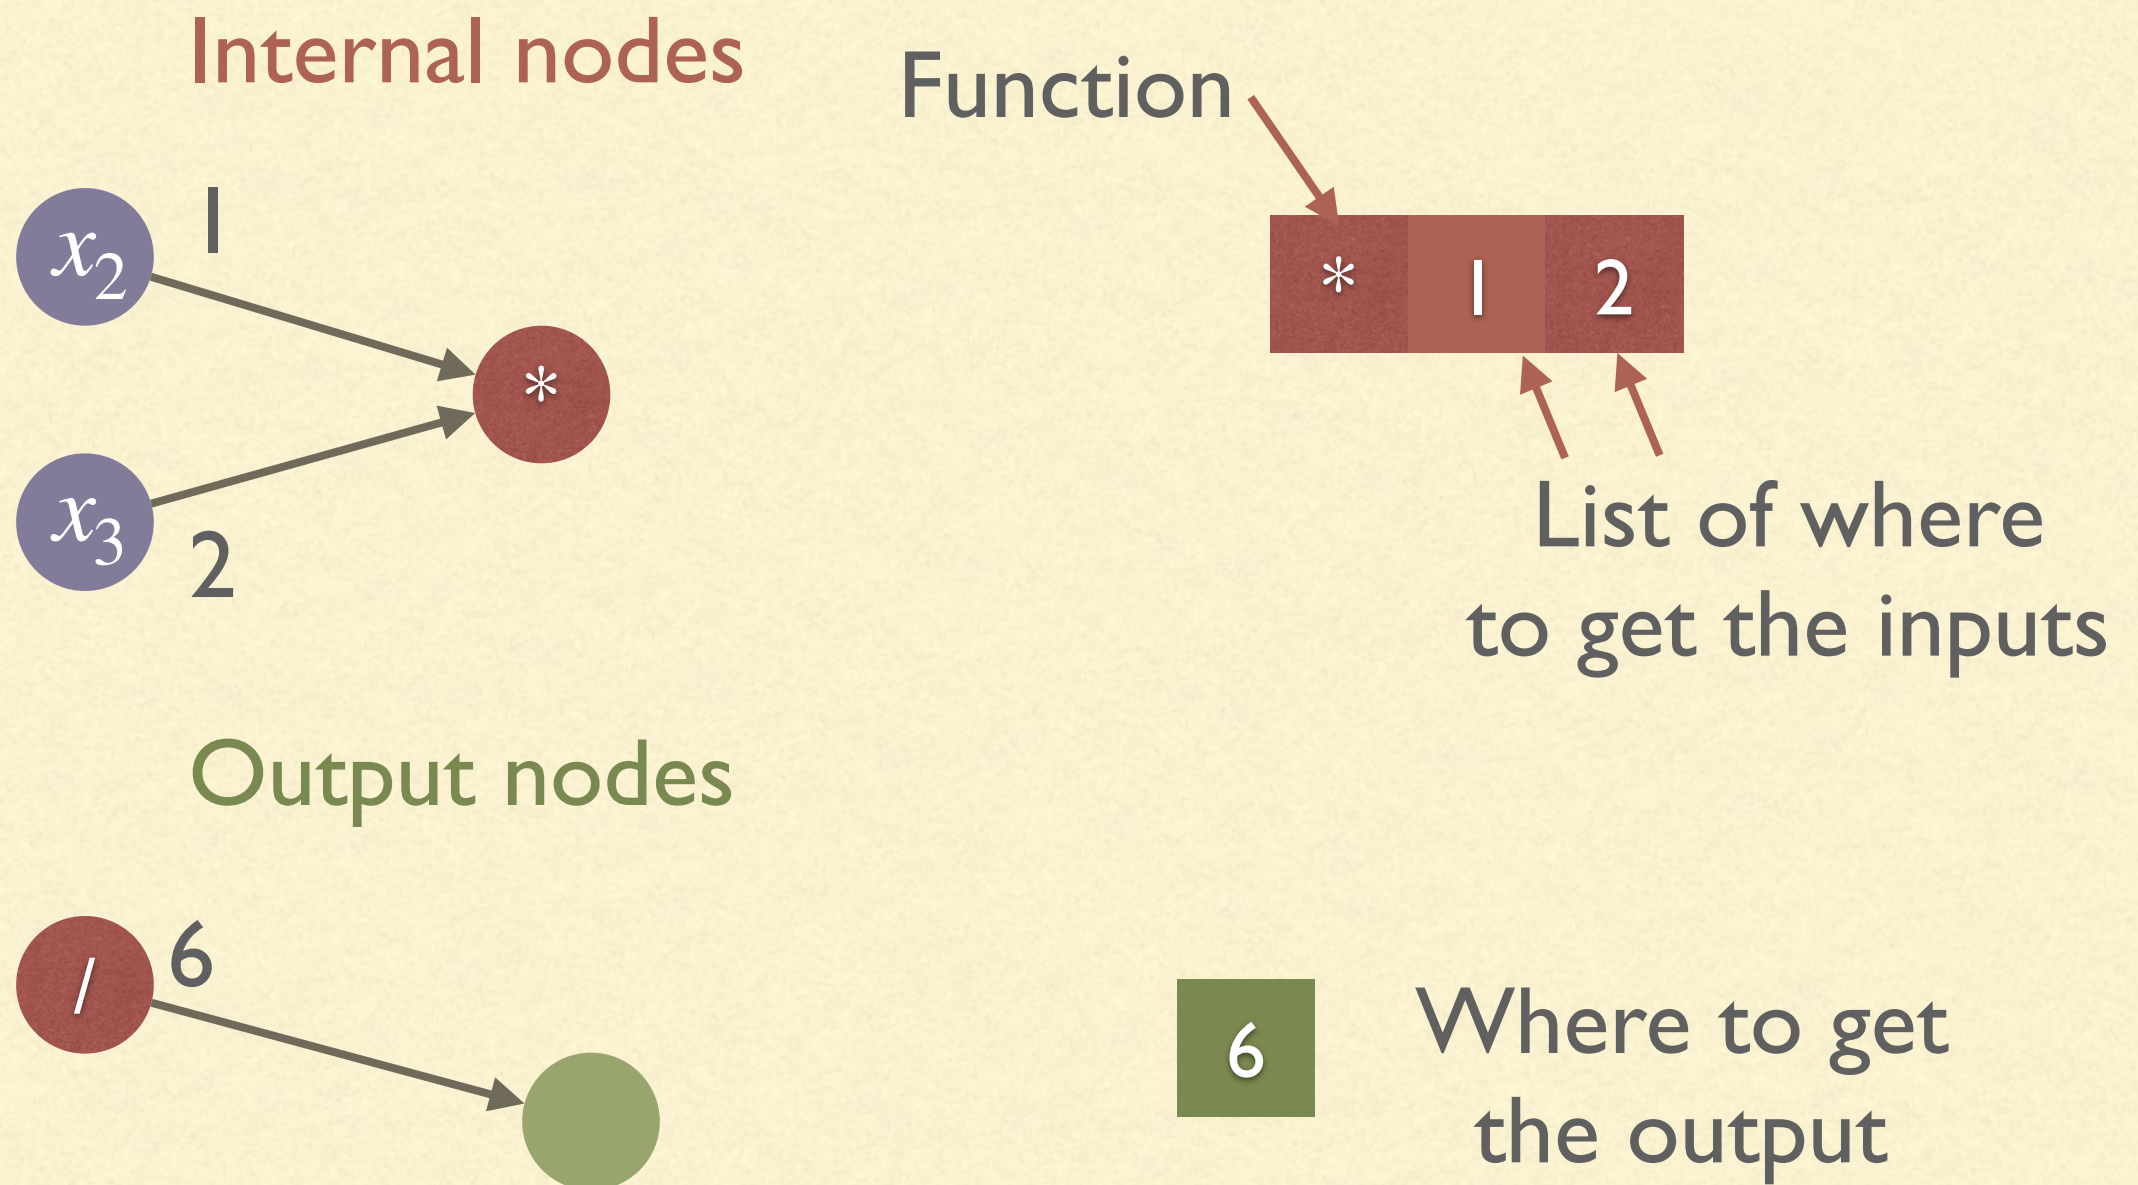 Internal nodes
Function
x₂
1
*
x₃
2
* 1 2
List of where
to get the inputs
Output nodes
/
6
6
Where to get
the output